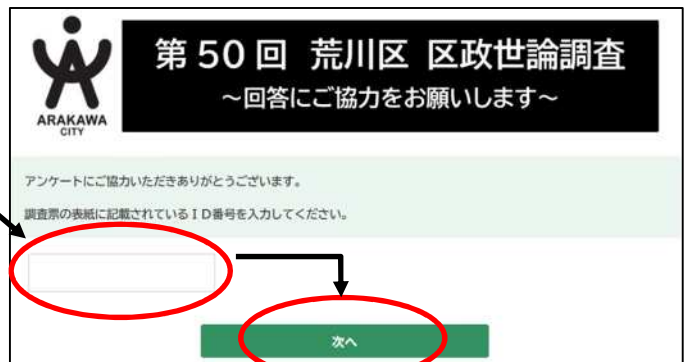 第50回 荒川区 区政世論調査
～回答にご協力をお願いします～
ARAKAWA
CITY
アンケートにご協力いただきありがとうございます。
調査票の表紙に記載されているＩＤ番号を入力してください。
次へ